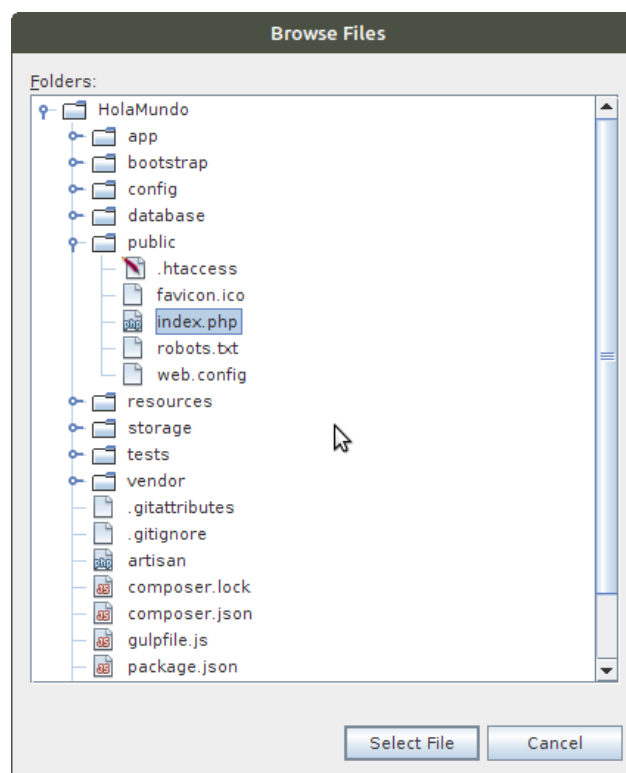 Browse Files
Folders:
HolaMundo
app
bootstrap
config
database
public
.htaccess
favicon.ico
index.php
robots.txt
web.config
resources
storage
tests
vendor
.gitattributes
.gitignore
artisan
composer.lock
composer.json
gulpfile.js
package.json
Select File
Cancel